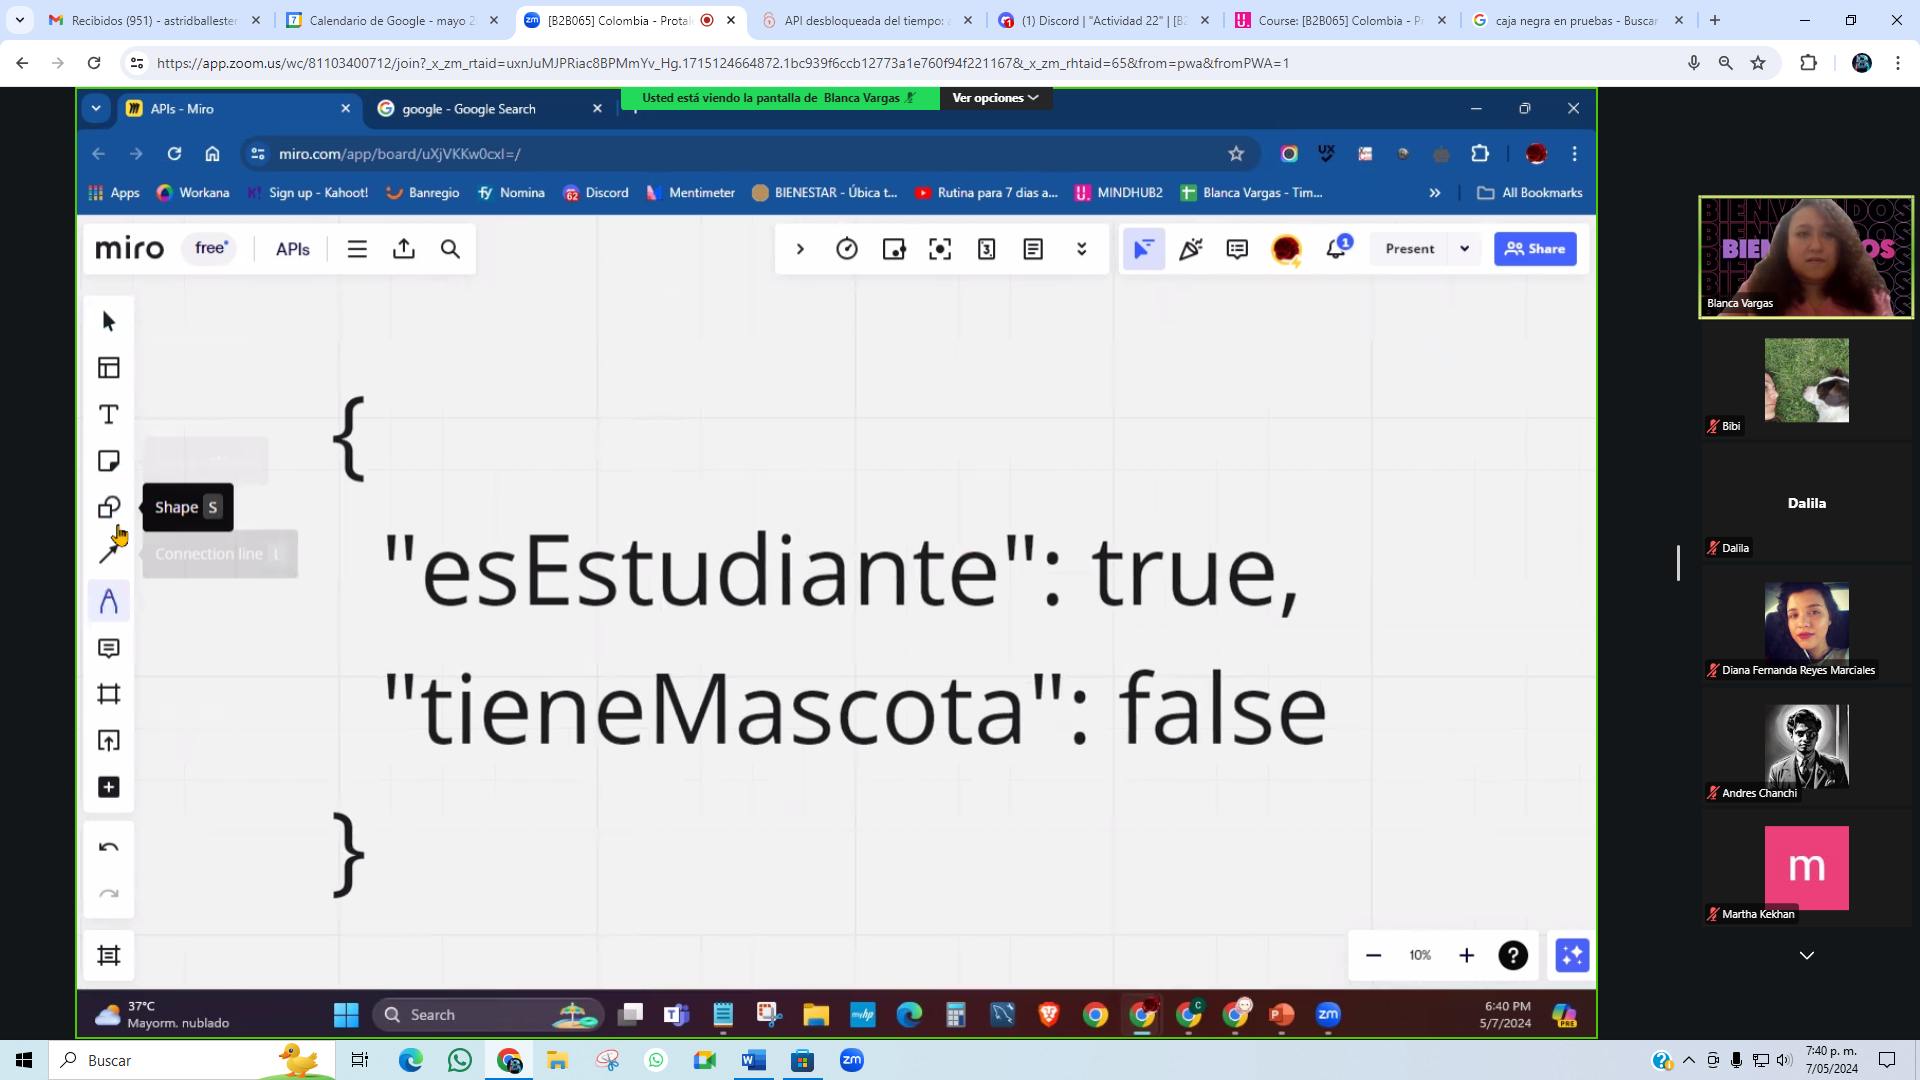 Recibidos (951) - astridballester
Calendario de Google - mayo 2
[B2B065] Colombia - Protale
API desbloqueada del tiempo: a
(1) Discord | "Actividad 22" | [B2
Course: [B2B065] Colombia - Pr
caja negra en pruebas - Buscar
https://app.zoom.us/wc/81103400712/join?_x_zm_rtaid=uxnJuMJPRiac8BPMmYv_Hg.1715124664872.1bc939f6ccb12773a1e760f94f221167&_x_zm_rhtaid=65&from=pwa&fromPWA=1
Usted está viendo la pantalla de Blanca Vargas
Ver opciones
APIs - Miro
google - Google Search
miro.com/app/board/uXjVKKw0cxI=/
Apps
Workana
Sign up - Kahoot!
Banregio
Nomina
Discord
Mentimeter
BIENESTAR - Úbica t...
Rutina para 7 dias a...
MINDHUB2
Blanca Vargas - Tim...
All Bookmarks
miro
free
APIs
1
Present
Share
Shape S
Connection line L
{
"esEstudiante": true,
"tieneMascota": false
}
10%
37°C
Mayorm. nublado
Search
6:40 PM
5/7/2024
BIENVENIDOS
Blanca Vargas
Bibi
Dalila
Dalila
Diana Fernanda Reyes Marciales
Andres Chanchi
m
Martha Kekhan
Buscar
7:40 p. m.
7/05/2024